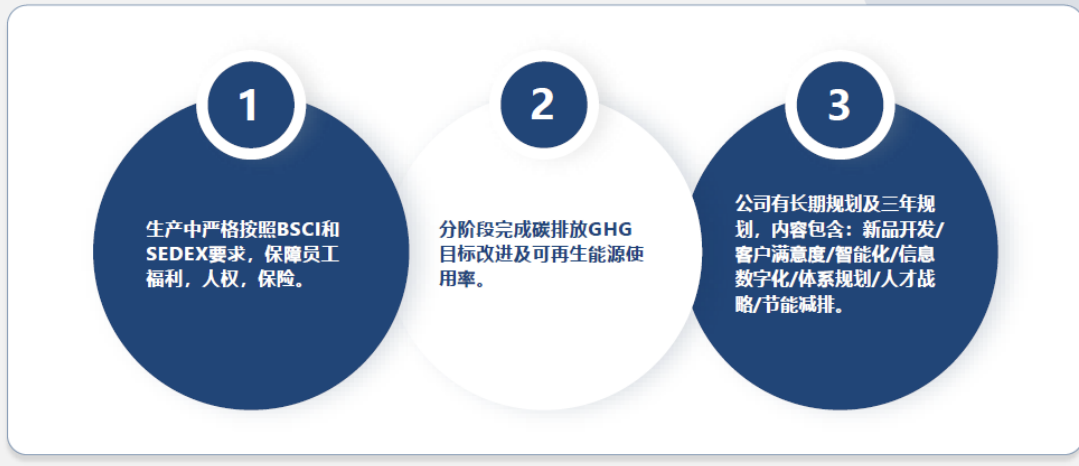 1
生产中严格按照BSCI和
SEDEX要求，保障员工
福利，人权，保险。
2
分阶段完成碳排放GHG
目标改进及可再生能源使
用率。
3
公司有长期规划及三年规
划，内容包含：新品开发/
客户满意度/智能化/信息
数字化/体系规划/人才战
略/节能减排。